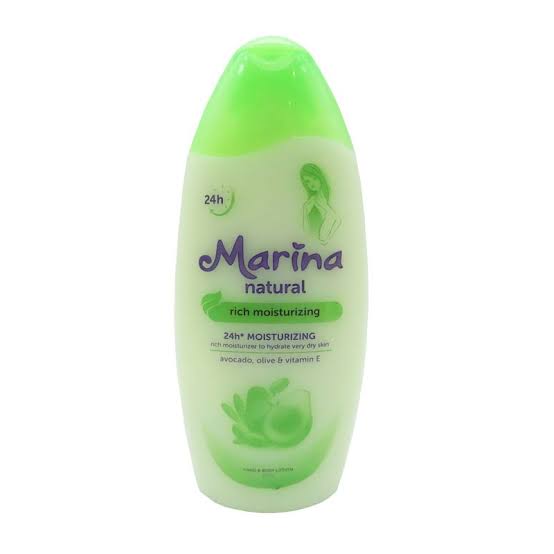 24h
Marina
natural
rich moisturizing
24h* MOISTURIZING
rich moisturizer to hydrate very dry skin
avocado, olive & vitamin E
HAND & BODY LOTION